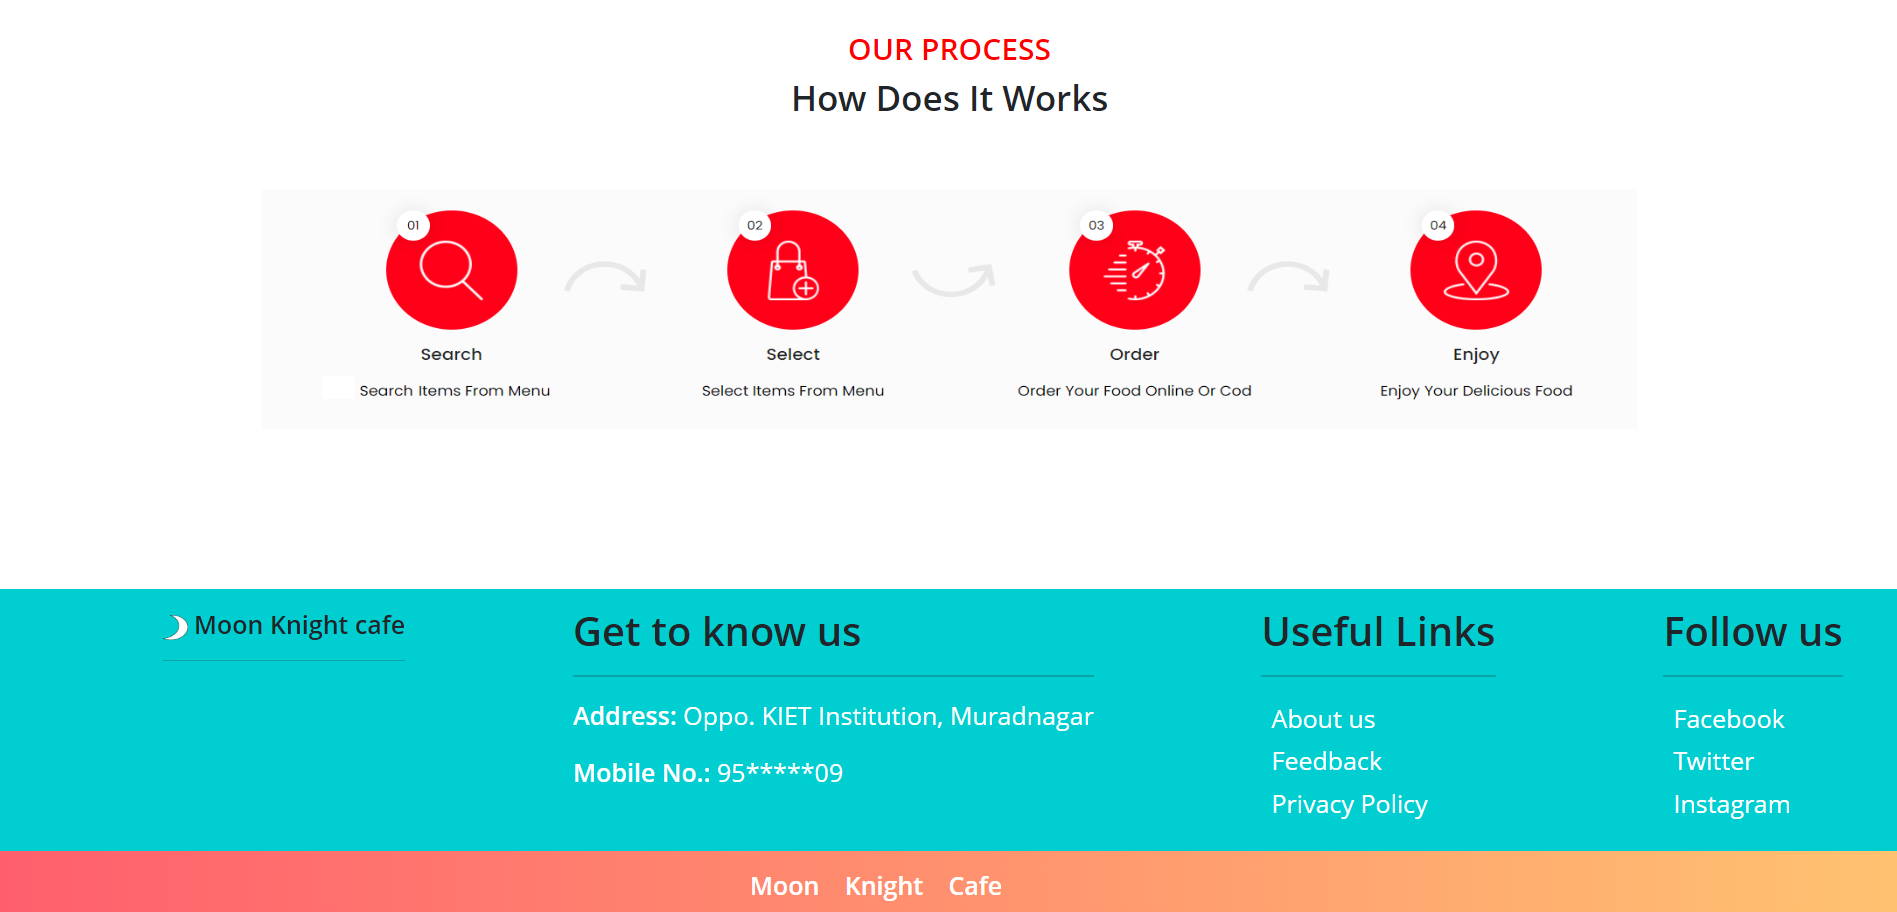 OUR PROCESS
How Does It Works
01
02
03
04
Search
Select
Order
Enjoy
Search Items From Menu
Select Items From Menu
Order Your Food Online Or Cod
Enjoy Your Delicious Food
Moon Knight cafe
Get to know us
Address: Oppo. KIET Institution, Muradnagar
Mobile No.: 95*****09
Useful Links
About us
Feedback
Privacy Policy
Follow us
Facebook
Twitter
Instagram
Moon Knight Cafe